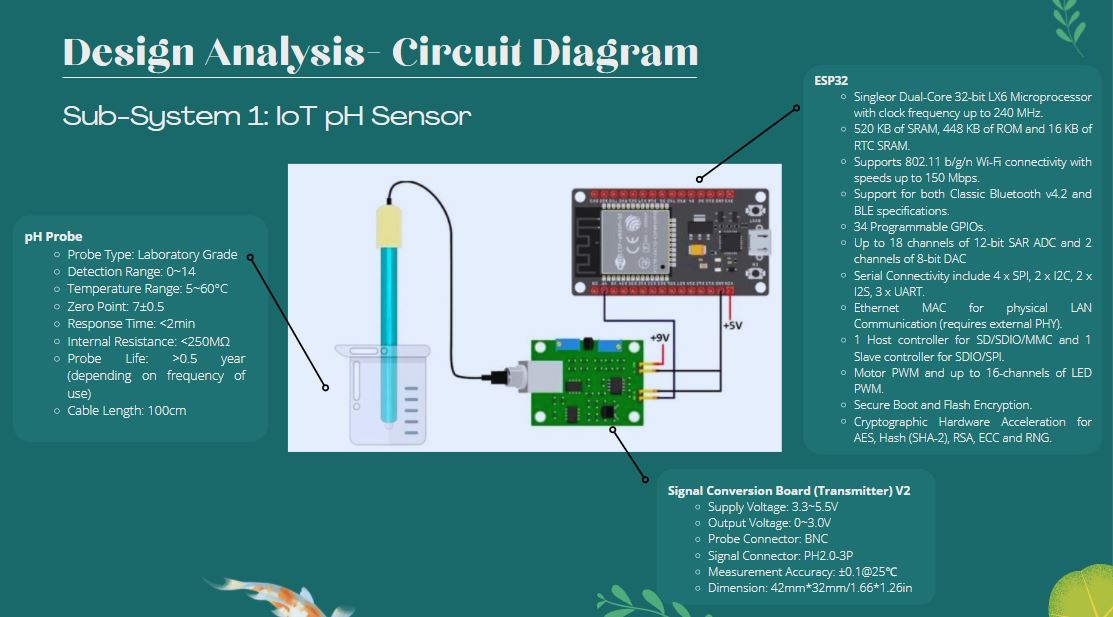 Design Analysis- Circuit Diagram
Sub-System 1: IoT pH Sensor
pH Probe
Probe Type: Laboratory Grade
Detection Range: 0~14
Temperature Range: 5~60°C
Zero Point: 7±0.5
Response Time: <2min
Internal Resistance: <250MΩ
Probe Life: >0.5 year
(depending on frequency of
use)
Cable Length: 100cm
+5V
+9V
ESP32
Singleor Dual-Core 32-bit LX6 Microprocessor
with clock frequency up to 240 MHz.
520 KB of SRAM, 448 KB of ROM and 16 KB of
RTC SRAM.
Supports 802.11 b/g/n Wi-Fi connectivity with
speeds up to 150 Mbps.
Support for both Classic Bluetooth v4.2 and
BLE specifications.
34 Programmable GPIOs.
Up to 18 channels of 12-bit SAR ADC and 2
channels of 8-bit DAC
Serial Connectivity include 4 x SPI, 2 x I2C, 2 x
I2S, 3 x UART.
Ethernet MAC for physical LAN
Communication (requires external PHY).
1 Host controller for SD/SDIO/MMC and 1
Slave controller for SDIO/SPI.
Motor PWM and up to 16-channels of LED
PWM.
Secure Boot and Flash Encryption.
Cryptographic Hardware Acceleration for
AES, Hash (SHA-2), RSA, ECC and RNG.
Signal Conversion Board (Transmitter) V2
Supply Voltage: 3.3~5.5V
Output Voltage: 0~3.0V
Probe Connector: BNC
Signal Connector: PH2.0-3P
Measurement Accuracy: ±0.1@25℃
Dimension: 42mm*32mm/1.66*1.26in